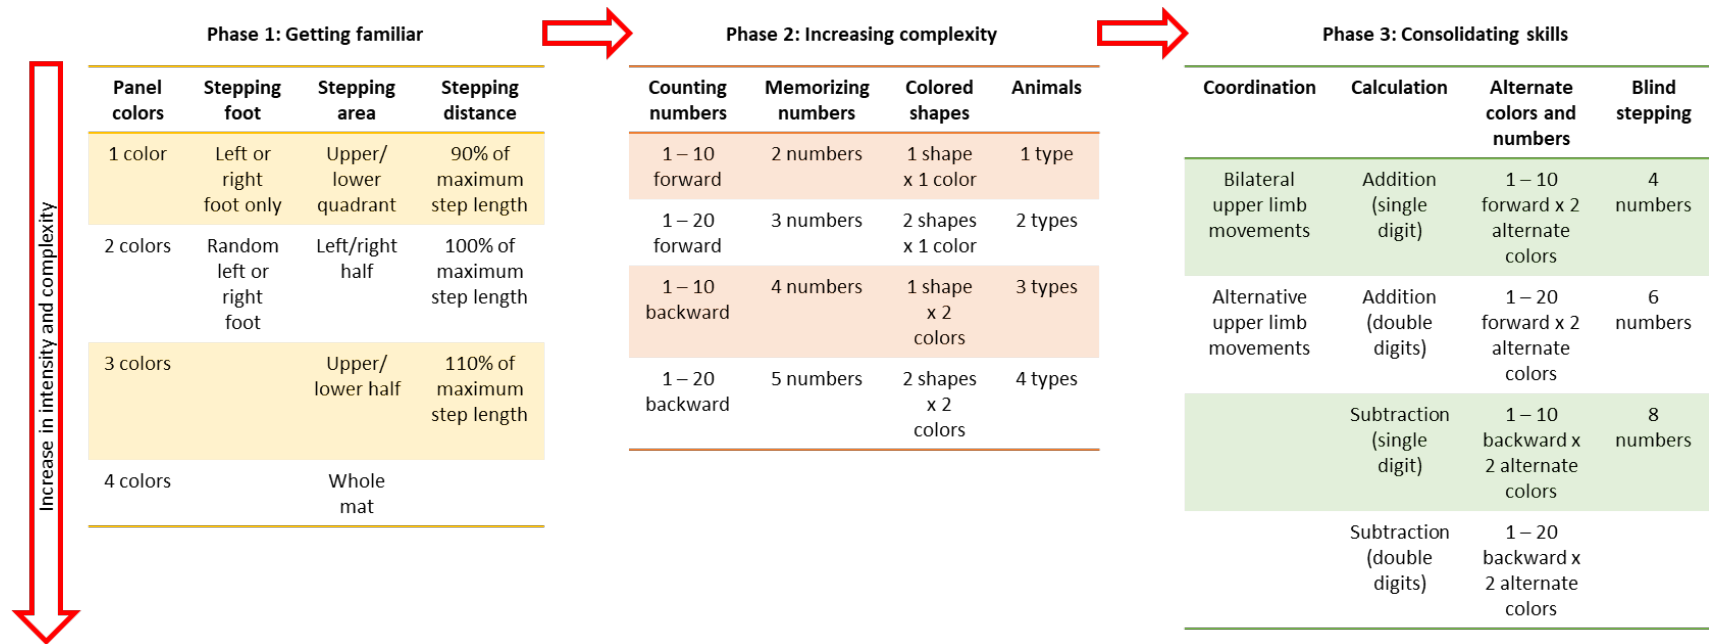 Increase in intensity and complexity
Phase 1: Getting familiar
Panel colors
Stepping foot
Stepping area
Stepping distance
1 color
Left or right foot only
Upper/ lower quadrant
90% of maximum step length
2 colors
Random left or right foot
Left/right half
100% of maximum step length
3 colors
Upper/ lower half
110% of maximum step length
4 colors
Whole mat
Phase 2: Increasing complexity
Counting numbers
Memorizing numbers
Colored shapes
Animals
1 – 10 forward
2 numbers
1 shape x 1 color
1 type
1 – 20 forward
3 numbers
2 shapes x 1 color
2 types
1 – 10 backward
4 numbers
1 shape x 2 colors
3 types
1 – 20 backward
5 numbers
2 shapes x 2 colors
4 types
Phase 3: Consolidating skills
Coordination
Calculation
Alternate colors and numbers
Blind stepping
Bilateral upper limb movements
Addition (single digit)
1 – 10 forward x 2 alternate colors
4 numbers
Alternative upper limb movements
Addition (double digits)
1 – 20 forward x 2 alternate colors
6 numbers
Subtraction (single digit)
1 – 10 backward x 2 alternate colors
8 numbers
Subtraction (double digits)
1 – 20 backward x 2 alternate colors